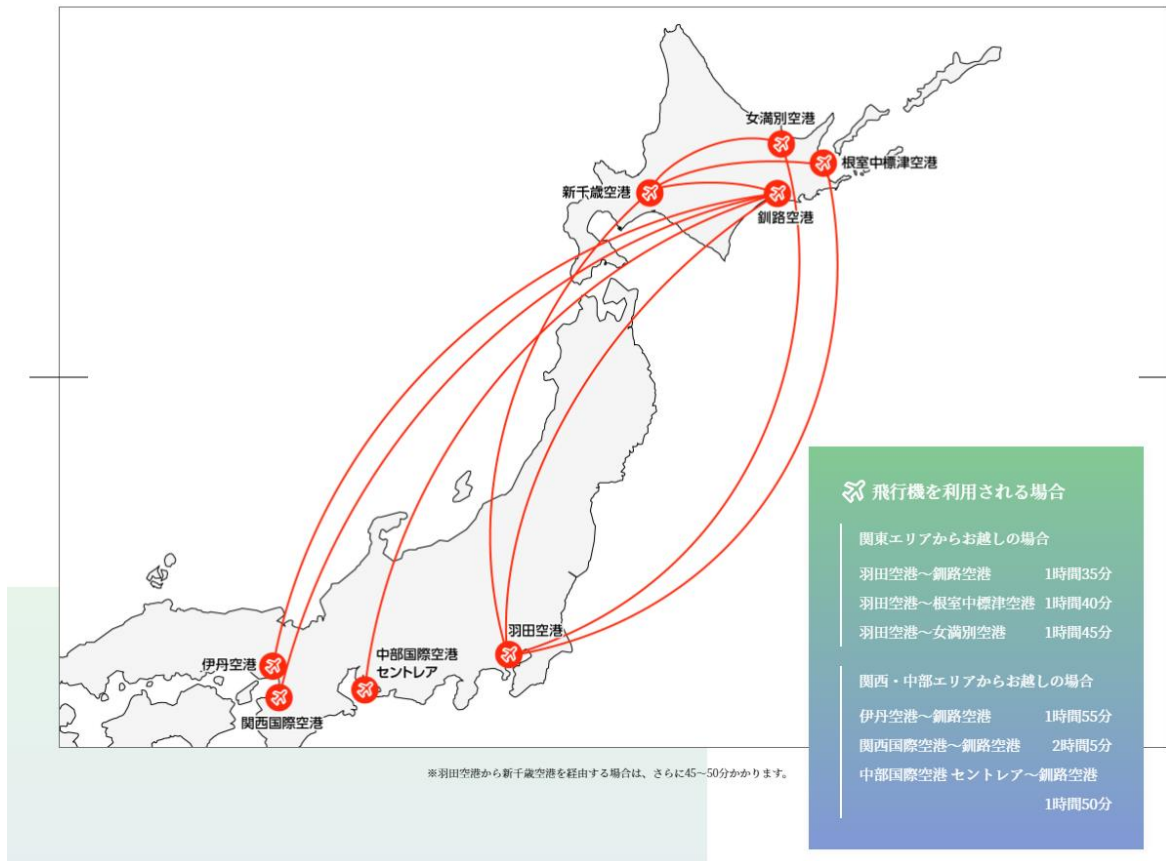 女満別空港
根室中標津空港
新千歳空港
釧路空港
羽田空港
中部国際空港
セントレア
伊丹空港
関西国際空港
飛行機を利用される場合
関東エリアからお越しの場合
羽田空港〜釧路空港 1時間35分
羽田空港〜根室中標津空港 1時間40分
羽田空港〜女満別空港 1時間45分
関西・中部エリアからお越しの場合
伊丹空港〜釧路空港 1時間55分
関西国際空港〜釧路空港 2時間5分
中部国際空港 セントレア〜釧路空港
1時間50分
※羽田空港から新千歳空港を経由する場合は、さらに45〜50分かかります。